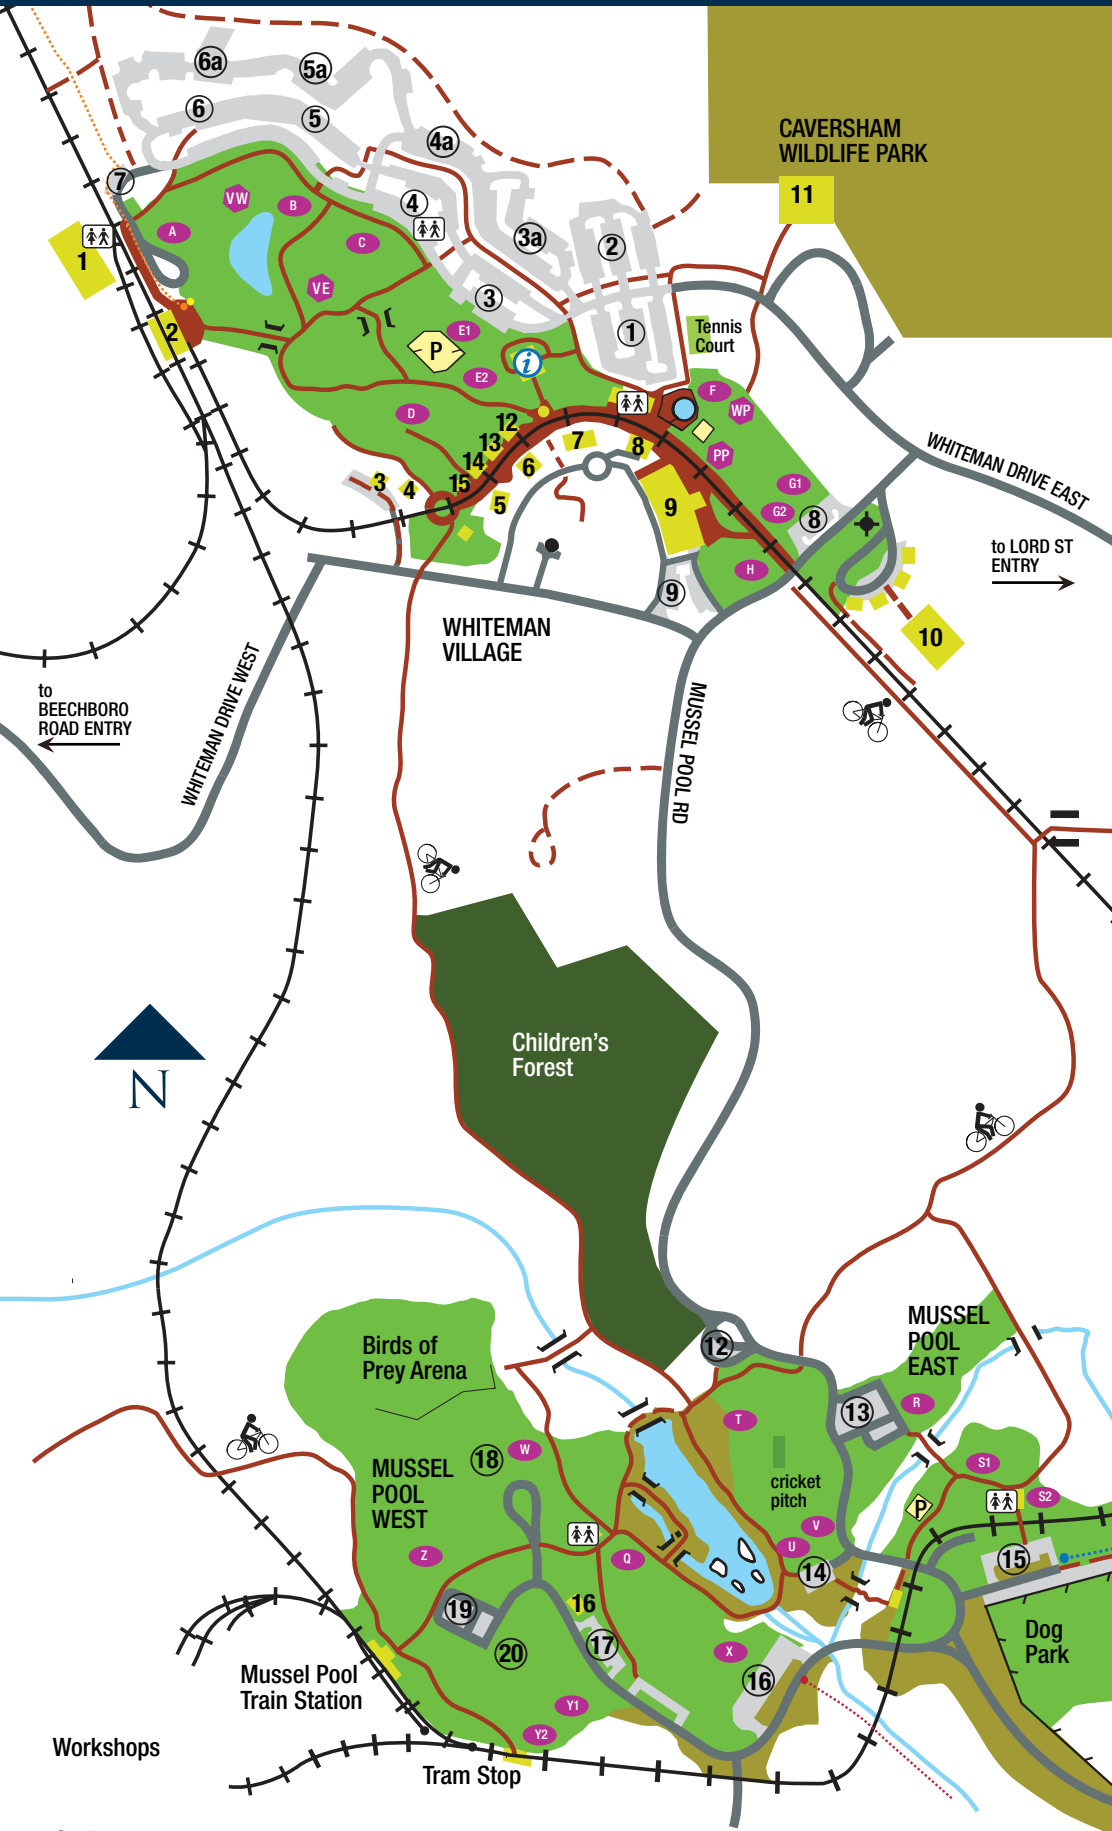 6a
5a
6
5
4a
CAVERSHAM
WILDLIFE PARK
7
11
VW
B
4
A
C
3a
2
1
VE
3
2
E1
1
Tennis
Court
P
i
E2
F
D
WP
12
13
7
8
WHITEMAN DRIVE EAST
14
6
PP
3
4
15
G1
5
9
G2
8
to LORD ST
ENTRY
H
9
WHITEMAN
VILLAGE
10
to
BEECHBORO
ROAD ENTRY
WHITEMAN DRIVE WEST
MUSSEL POOL RD
Children's
Forest
N
MUSSEL
POOL
EAST
Birds of
Prey Arena
12
R
13
T
W
18
S1
MUSSEL
POOL
WEST
cricket
pitch
S2
P
V
U
Z
Q
15
14
16
19
17
Dog
Park
20
X
16
Mussel Pool
Train Station
Y1
Y2
Workshops
Tram Stop